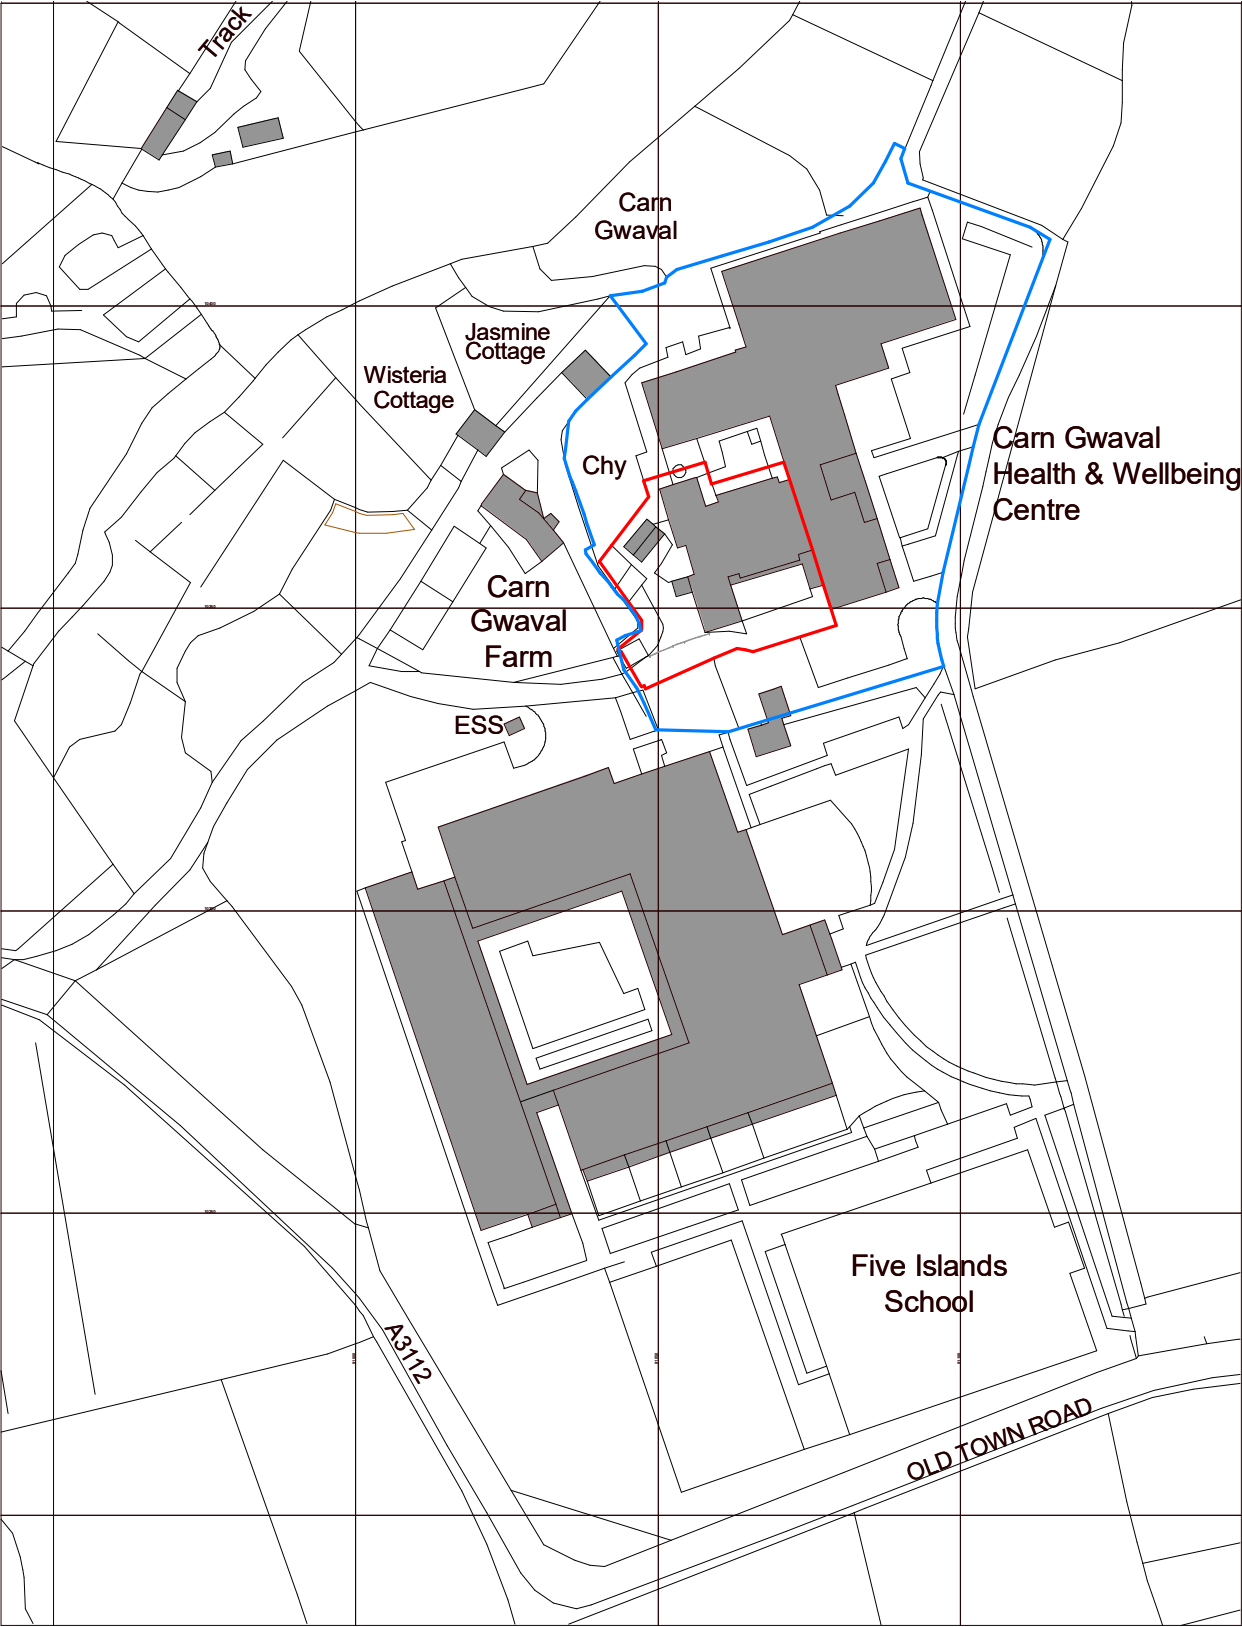 Track
Carn
Gwaval
Jasmine
Cottage
Wisteria
Cottage
Chy
Carn Gwaval
Health & Wellbeing
Centre
Carn
Gwaval
Farm
ESS
Five Islands
School
A3112
OLD TOWN ROAD